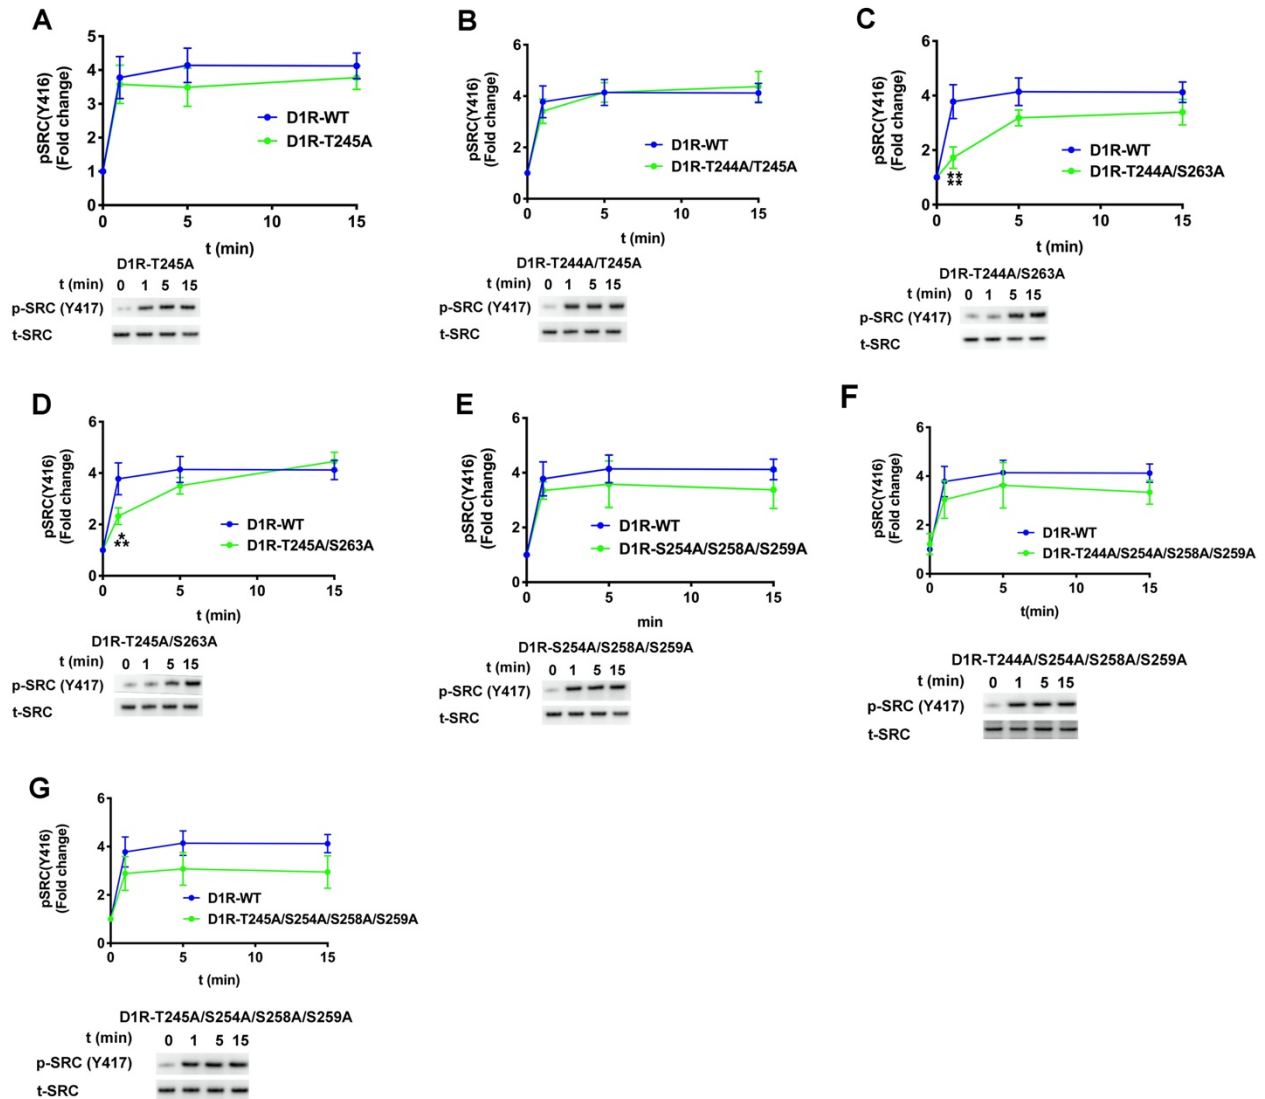 A
pSRC(Y416)
(Fold change)
5
4
3
2
1
0
0 5 10 15
t (min)
D1R-WT
D1R-T245A
D1R-T245A
t (min) 0 1 5 15
p-SRC (Y417)
t-SRC
B
pSRC(Y416)
(Fold change)
6
4
2
0
0 5 10 15
t (min)
D1R-WT
D1R-T244A/T245A
D1R-T244A/T245A
t (min) 0 1 5 15
p-SRC (Y417)
t-SRC
C
pSRC(Y416)
(Fold change)
6
4
2
0
**
**
0 5 10 15
t (min)
D1R-WT
D1R-T244A/S263A
D1R-T244A/S263A
t (min) 0 1 5 15
p-SRC (Y417)
t-SRC
D
pSRC(Y416)
(Fold change)
6
4
2
0
*
**
0 5 10 15
t (min)
D1R-WT
D1R-T245A/S263A
D1R-T245A/S263A
t (min) 0 1 5 15
p-SRC (Y417)
t-SRC
E
pSRC(Y416)
(Fold change)
6
4
2
0
0 5 10 15
min
D1R-WT
D1R-S254A/S258A/S259A
D1R-S254A/S258A/S259A
t (min) 0 1 5 15
p-SRC (Y417)
t-SRC
F
pSRC(Y416)
(Fold change)
6
4
2
0
0 5 10 15
t(min)
D1R-WT
D1R-T244A/S254A/S258A/S259A
D1R-T244A/S254A/S258A/S259A
t (min) 0 1 5 15
p-SRC (Y417)
t-SRC
G
pSRC(Y416)
(Fold change)
6
4
2
0
0 5 10 15
t (min)
D1R-WT
D1R-T245A/S254A/S258A/S259A
D1R-T245A/S254A/S258A/S259A
t (min) 0 1 5 15
p-SRC (Y417)
t-SRC